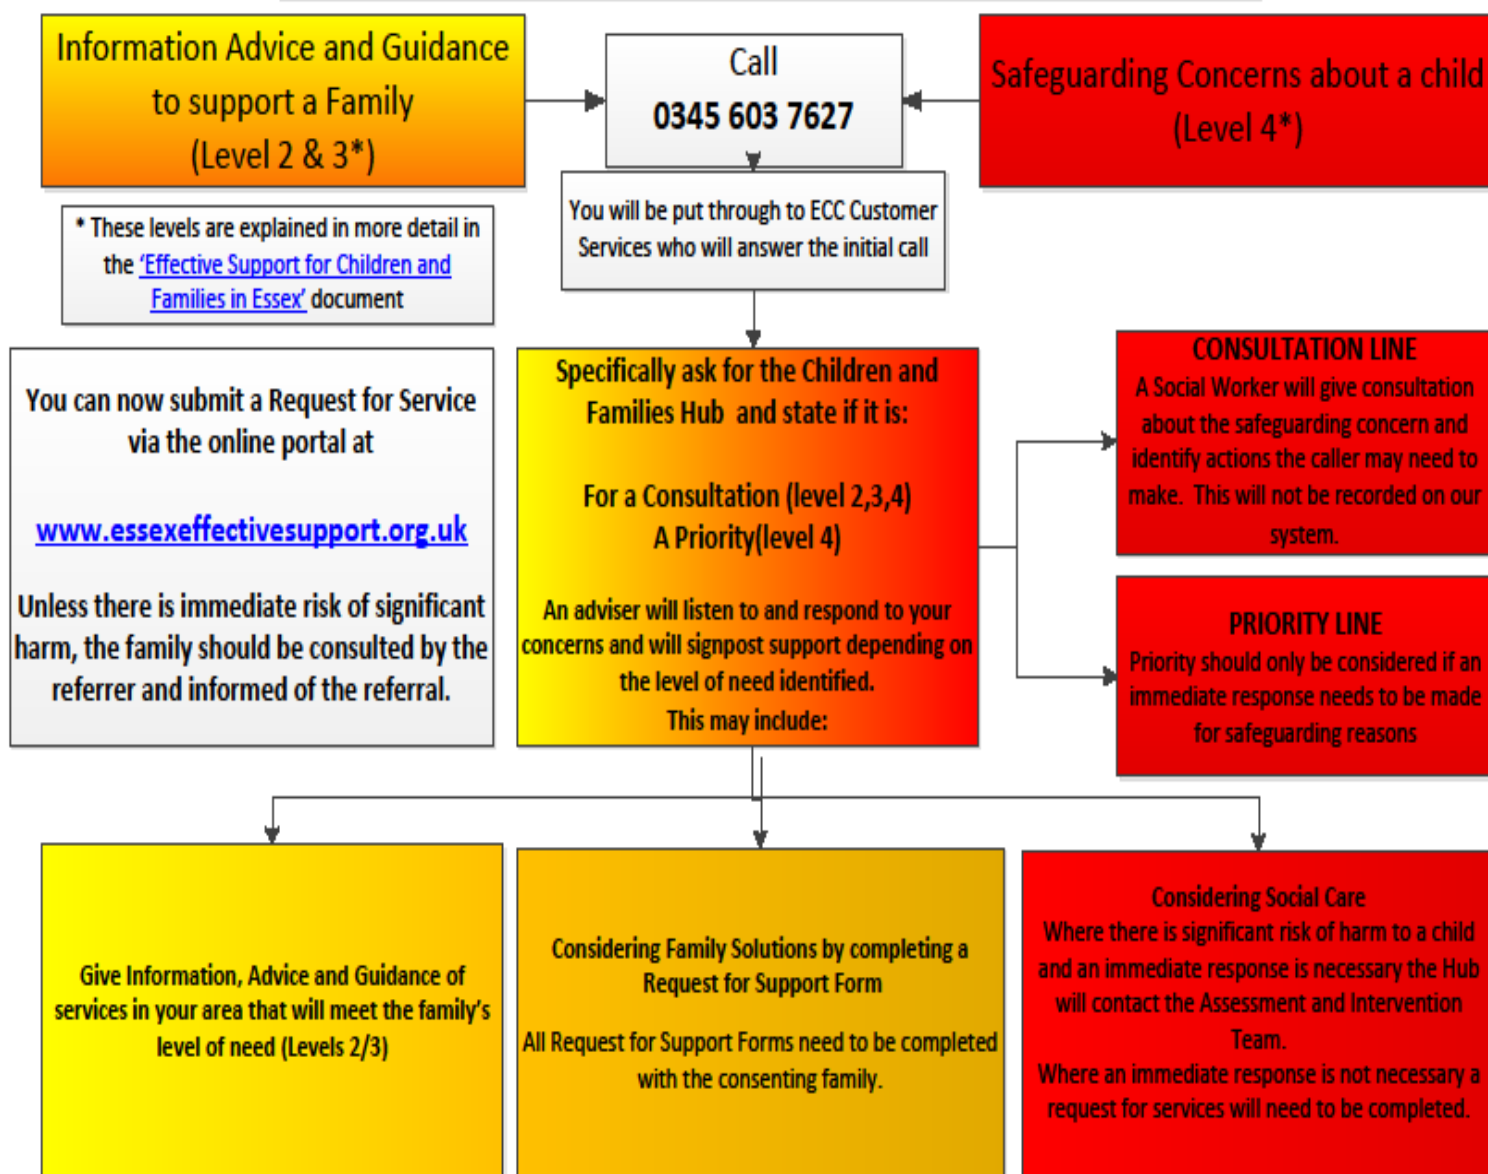 Information Advice and Guidance
to support a Family
(Level 2 & 3*)
Call
0345 603 7627
Safeguarding Concerns about a child
(Level 4*)
* These levels are explained in more detail in
the ‘Effective Support for Children and
Families in Essex’ document
You will be put through to ECC Customer
Services who will answer the initial call
You can now submit a Request for Service
via the online portal at
www.essexeffectivesupport.org.uk
Unless there is immediate risk of significant
harm, the family should be consulted by the
referrer and informed of the referral.
Specifically ask for the Children and
Families Hub and state if it is:
For a Consultation (level 2,3,4)
A Priority(level 4)
An adviser will listen to and respond to your
concerns and will signpost support depending on
the level of need identified.
This may include:
CONSULTATION LINE
A Social Worker will give consultation
about the safeguarding concern and
identify actions the caller may need to
make. This will not be recorded on our
system.
PRIORITY LINE
Priority should only be considered if an
immediate response needs to be made
for safeguarding reasons
Give Information, Advice and Guidance of
services in your area that will meet the family’s
level of need (Levels 2/3)
Considering Family Solutions by completing a
Request for Support Form
All Request for Support Forms need to be completed
with the consenting family.
Considering Social Care
Where there is significant risk of harm to a child
and an immediate response is necessary the Hub
will contact the Assessment and Intervention
Team.
Where an immediate response is not necessary a
request for services will need to be completed.